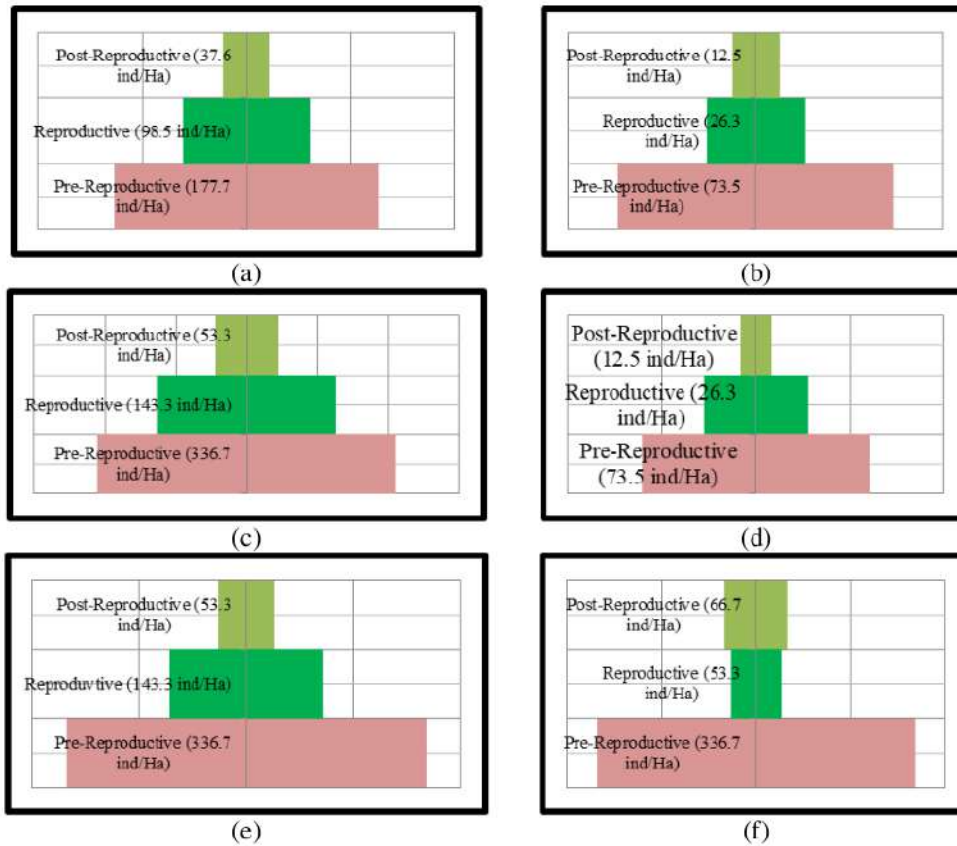 Post-Reproductive (37.6
ind/Ha)
Reproductive (98.5 ind/Ha)
Pre-Reproductive (177.7
ind/Ha)
(a)
Post-Reproductive (12.5
ind/Ha)
Reproductive (26.3
ind/Ha)
Pre-Reproductive (73.5
ind/Ha)
(b)
Post-Reproductive (53.3
ind/Ha)
Reproductive (143.3 ind/Ha)
Pre-Reproductive (336.7
ind/Ha)
(c)
Post-Reproductive
(12.5 ind/Ha)
Reproductive (26.3
ind/Ha)
Pre-Reproductive
(73.5 ind/Ha)
(d)
Post-Reproductive (53.3
ind/Ha)
Reproduvtive (143.3 ind/Ha)
Pre-Reproductive (336.7
ind/Ha)
(e)
Post-Reproductive (66.7
ind/Ha)
Reproductive (53.3
ind/Ha)
Pre-Reproductive (336.7
ind/Ha)
(f)